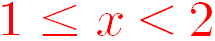 1 ≤ x < 2